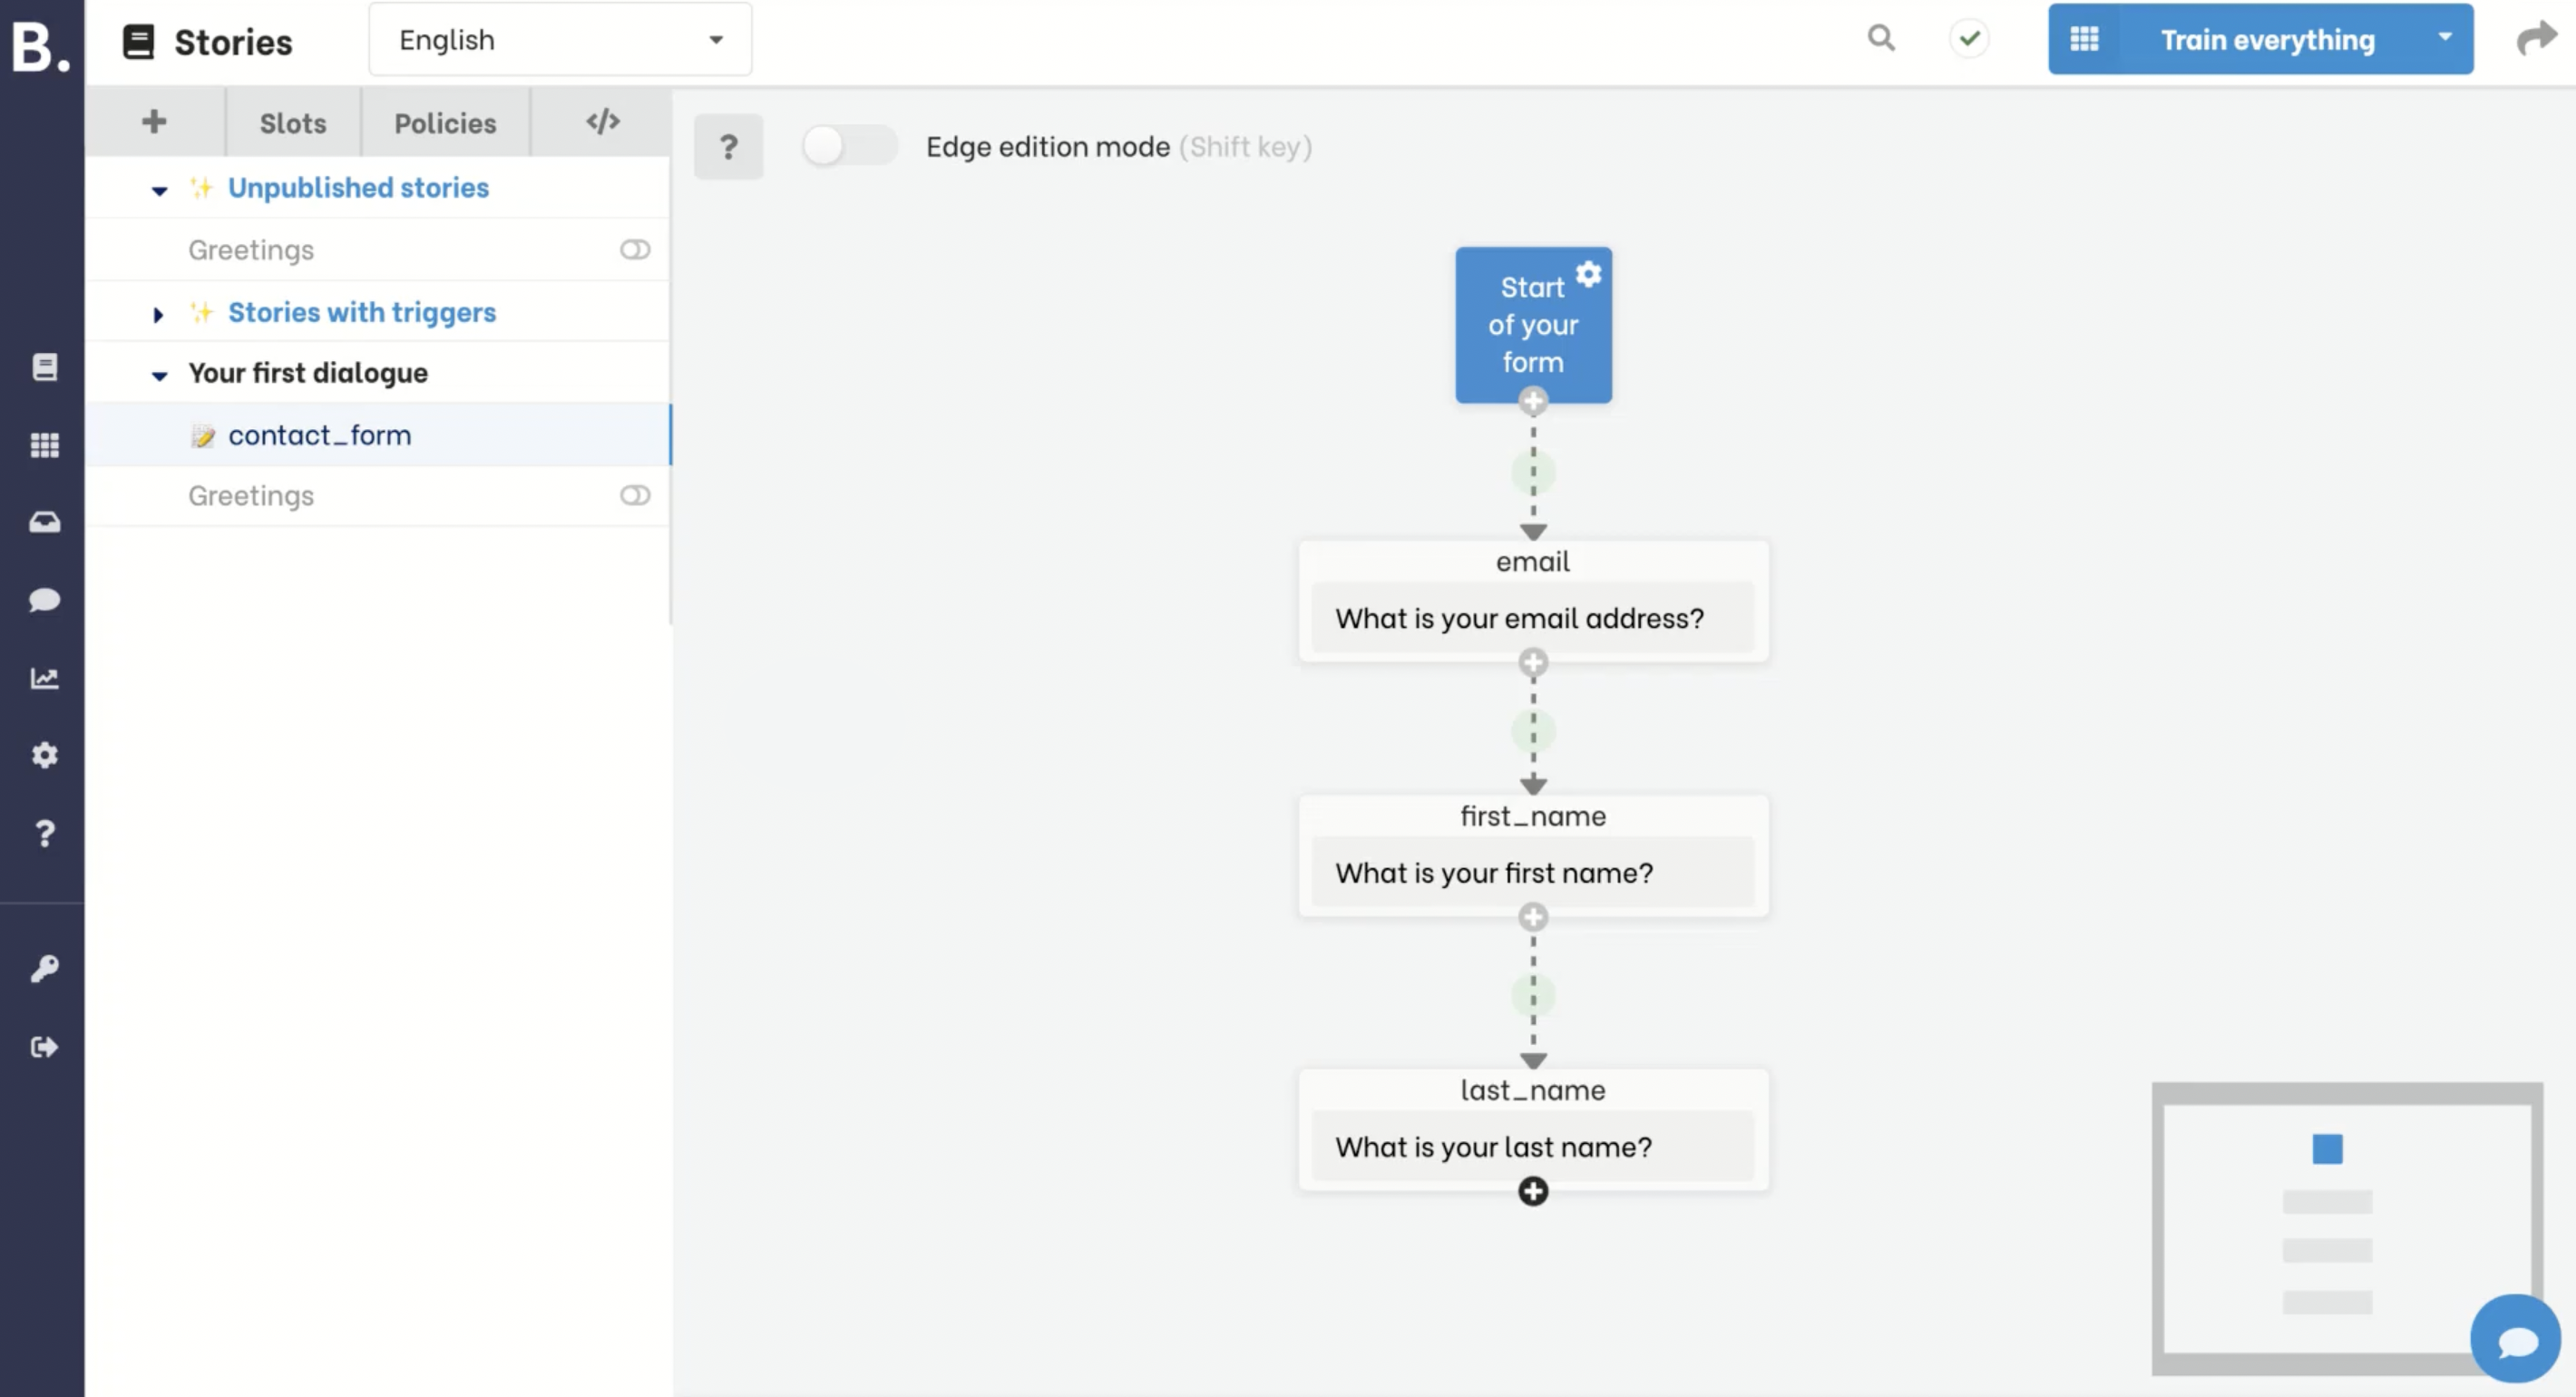 B.
Stories
English
Train everything
+
Slots
Policies
</>
?
Edge edition mode (Shift key)
Unpublished stories
Greetings
Stories with triggers
Your first dialogue
contact_form
Greetings
?
Start
of your
form
email
What is your email address?
first_name
What is your first name?
last_name
What is your last name?